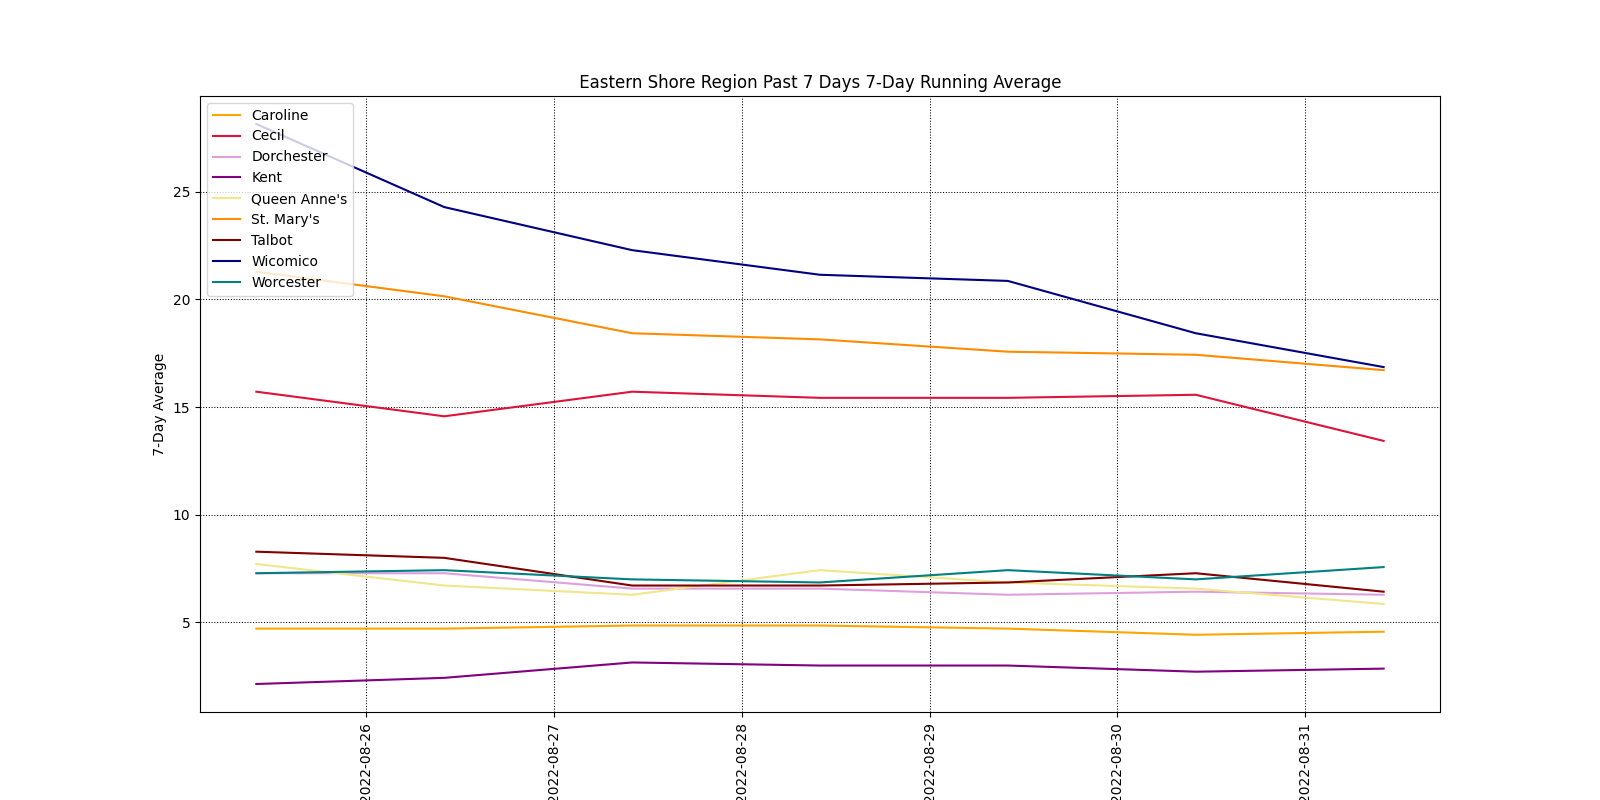 Eastern Shore Region Past 7 Days 7-Day Running Average
Caroline
Cecil
Dorchester
Kent
Queen Anne's
St. Mary's
Talbot
Wicomico
Worcester
7-Day Average
25
20
15
10
5
2022-08-26
2022-08-27
2022-08-28
2022-08-29
2022-08-30
2022-08-31